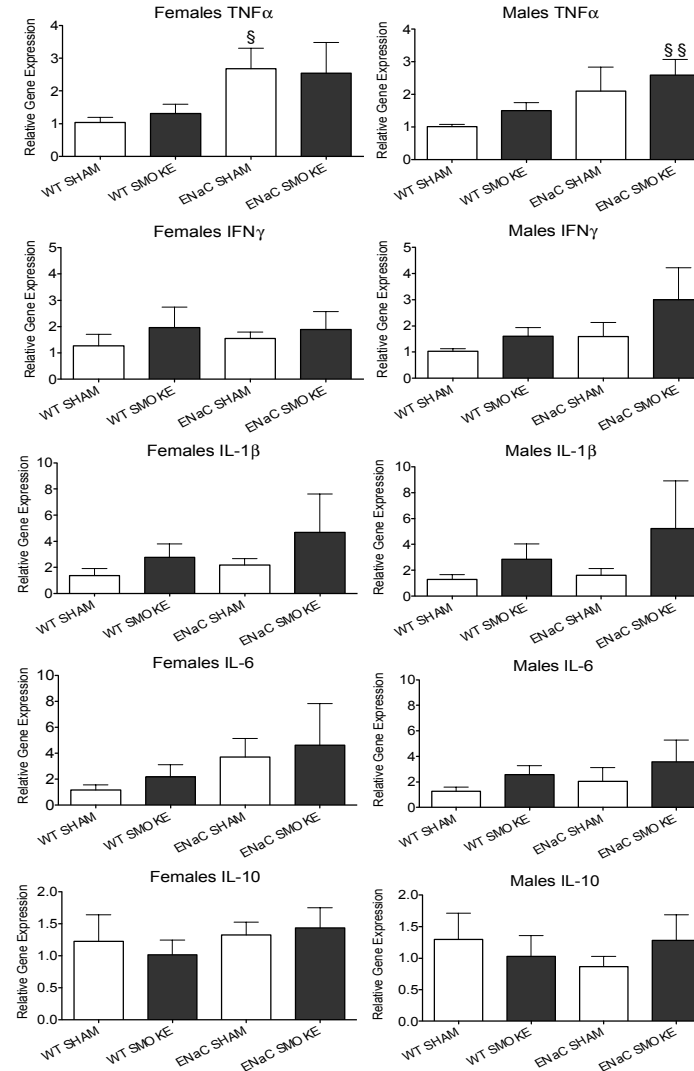 Females TNFα
§
Relative Gene Expression
4
3
2
1
0
WT SHAM
WT SMOKE
ENaC SHAM
ENaC SMOKE
Males TNFα
§ §
Relative Gene Expression
4
3
2
1
0
WT SHAM
WT SMOKE
ENaC SHAM
ENaC SMOKE
Females IFNγ
Relative Gene Expression
5
4
3
2
1
0
WT SHAM
WT SMOKE
ENaC SHAM
ENaC SMOKE
Males IFNγ
Relative Gene Expression
5
4
3
2
1
0
WT SHAM
WT SMOKE
ENaC SHAM
ENaC SMOKE
Females IL-1β
Relative Gene Expression
10
8
6
4
2
0
WT SHAM
WT SMOKE
ENaC SHAM
ENaC SMOKE
Males IL-1β
Relative Gene Expression
10
8
6
4
2
0
WT SHAM
WT SMOKE
ENaC SHAM
ENaC SMOKE
Females IL-6
Relative Gene Expression
10
8
6
4
2
0
WT SHAM
WT SMOKE
ENaC SHAM
ENaC SMOKE
Males IL-6
Relative Gene Expression
10
8
6
4
2
0
WT SHAM
WT SMOKE
ENaC SHAM
ENaC SMOKE
Females IL-10
Relative Gene Expression
2.0
1.5
1.0
0.5
0.0
WT SHAM
WT SMOKE
ENaC SHAM
ENaC SMOKE
Males IL-10
Relative Gene Expression
2.0
1.5
1.0
0.5
0.0
WT SHAM
WT SMOKE
ENaC SHAM
ENaC SMOKE